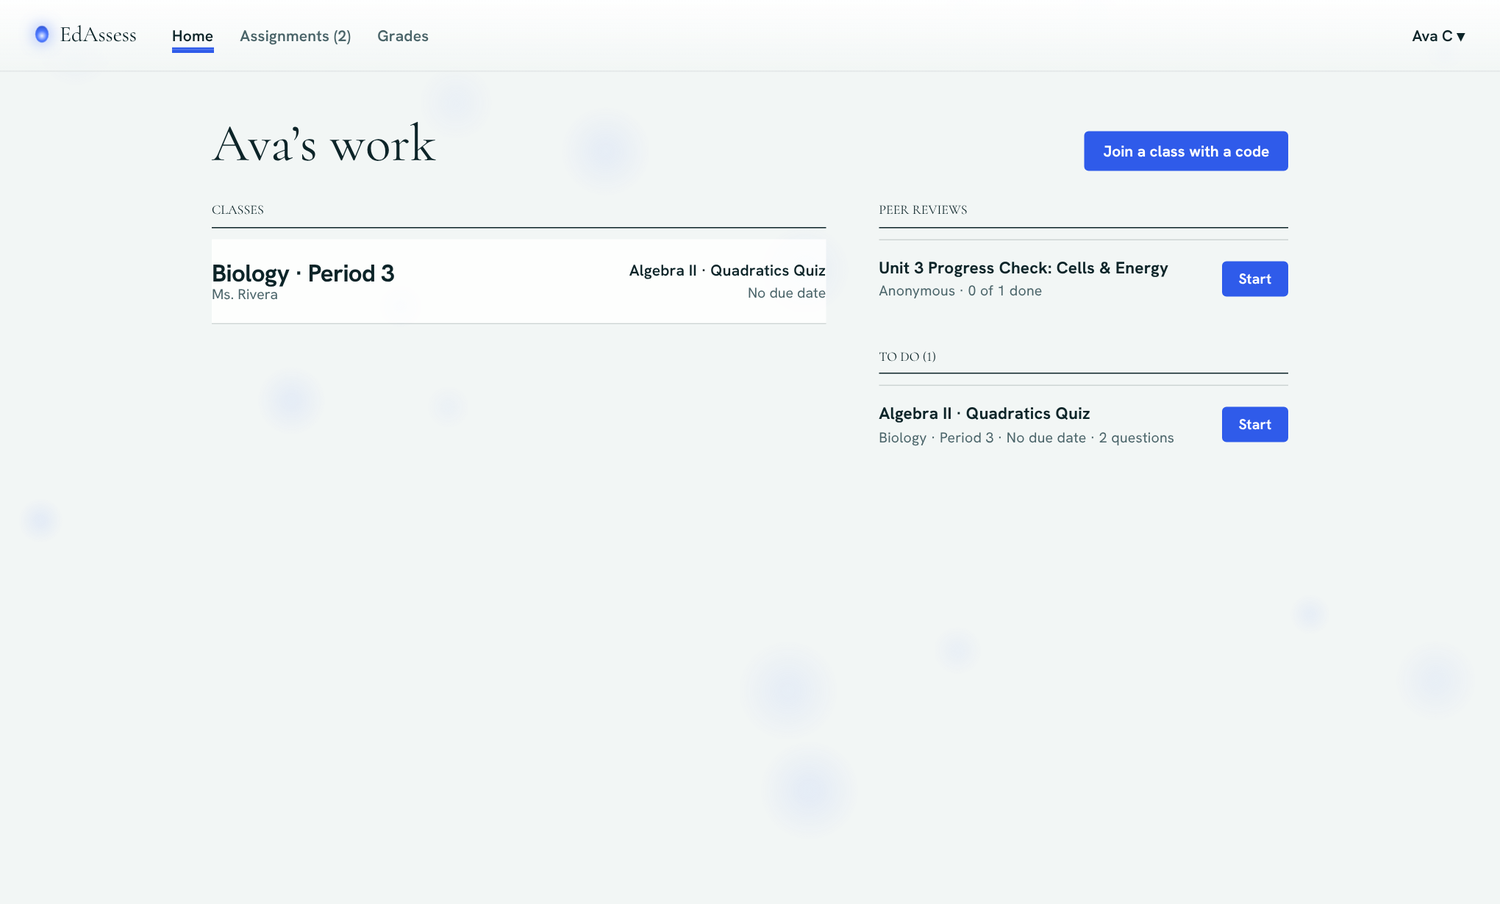 EdAssess
Home
Assignments (2)
Grades
Ava C ▾
Ava’s work
Join a class with a code
CLASSES
Biology · Period 3
Ms. Rivera
Algebra II · Quadratics Quiz
No due date
PEER REVIEWS
Unit 3 Progress Check: Cells & Energy
Anonymous · 0 of 1 done
Start
TO DO (1)
Algebra II · Quadratics Quiz
Biology · Period 3 · No due date · 2 questions
Start